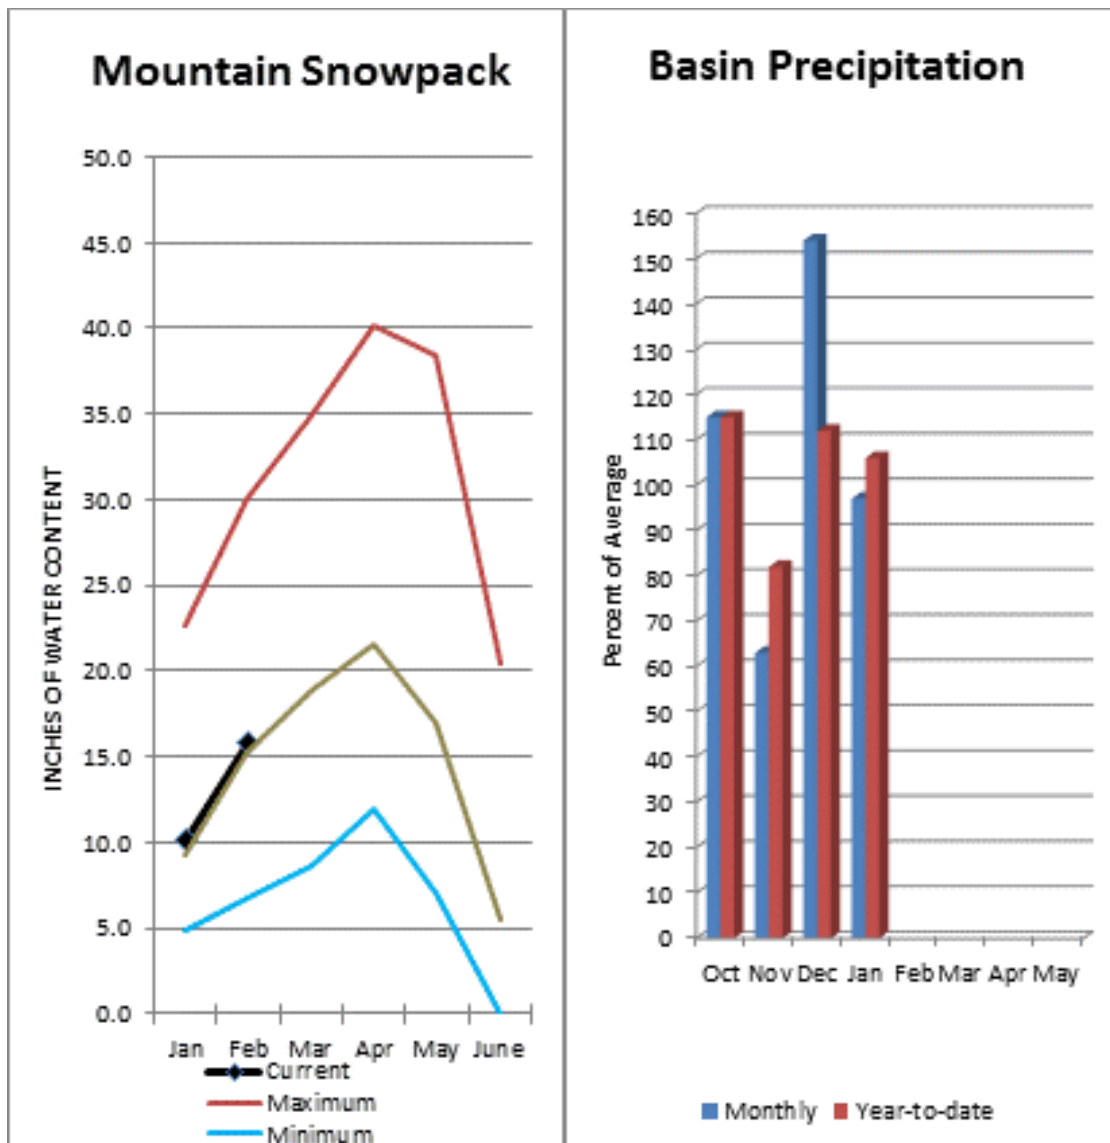 Mountain Snowpack
50.0
45.0
40.0
35.0
30.0
25.0
20.0
15.0
10.0
5.0
0.0
INCHES OF WATER CONTENT
Jan Feb Mar Apr May June
Current
Maximum
Minimum
Basin Precipitation
160
150
140
130
120
110
100
90
80
70
60
50
40
30
20
10
0
Percent of Average
Oct Nov Dec Jan Feb Mar Apr May
Monthly Year-to-date